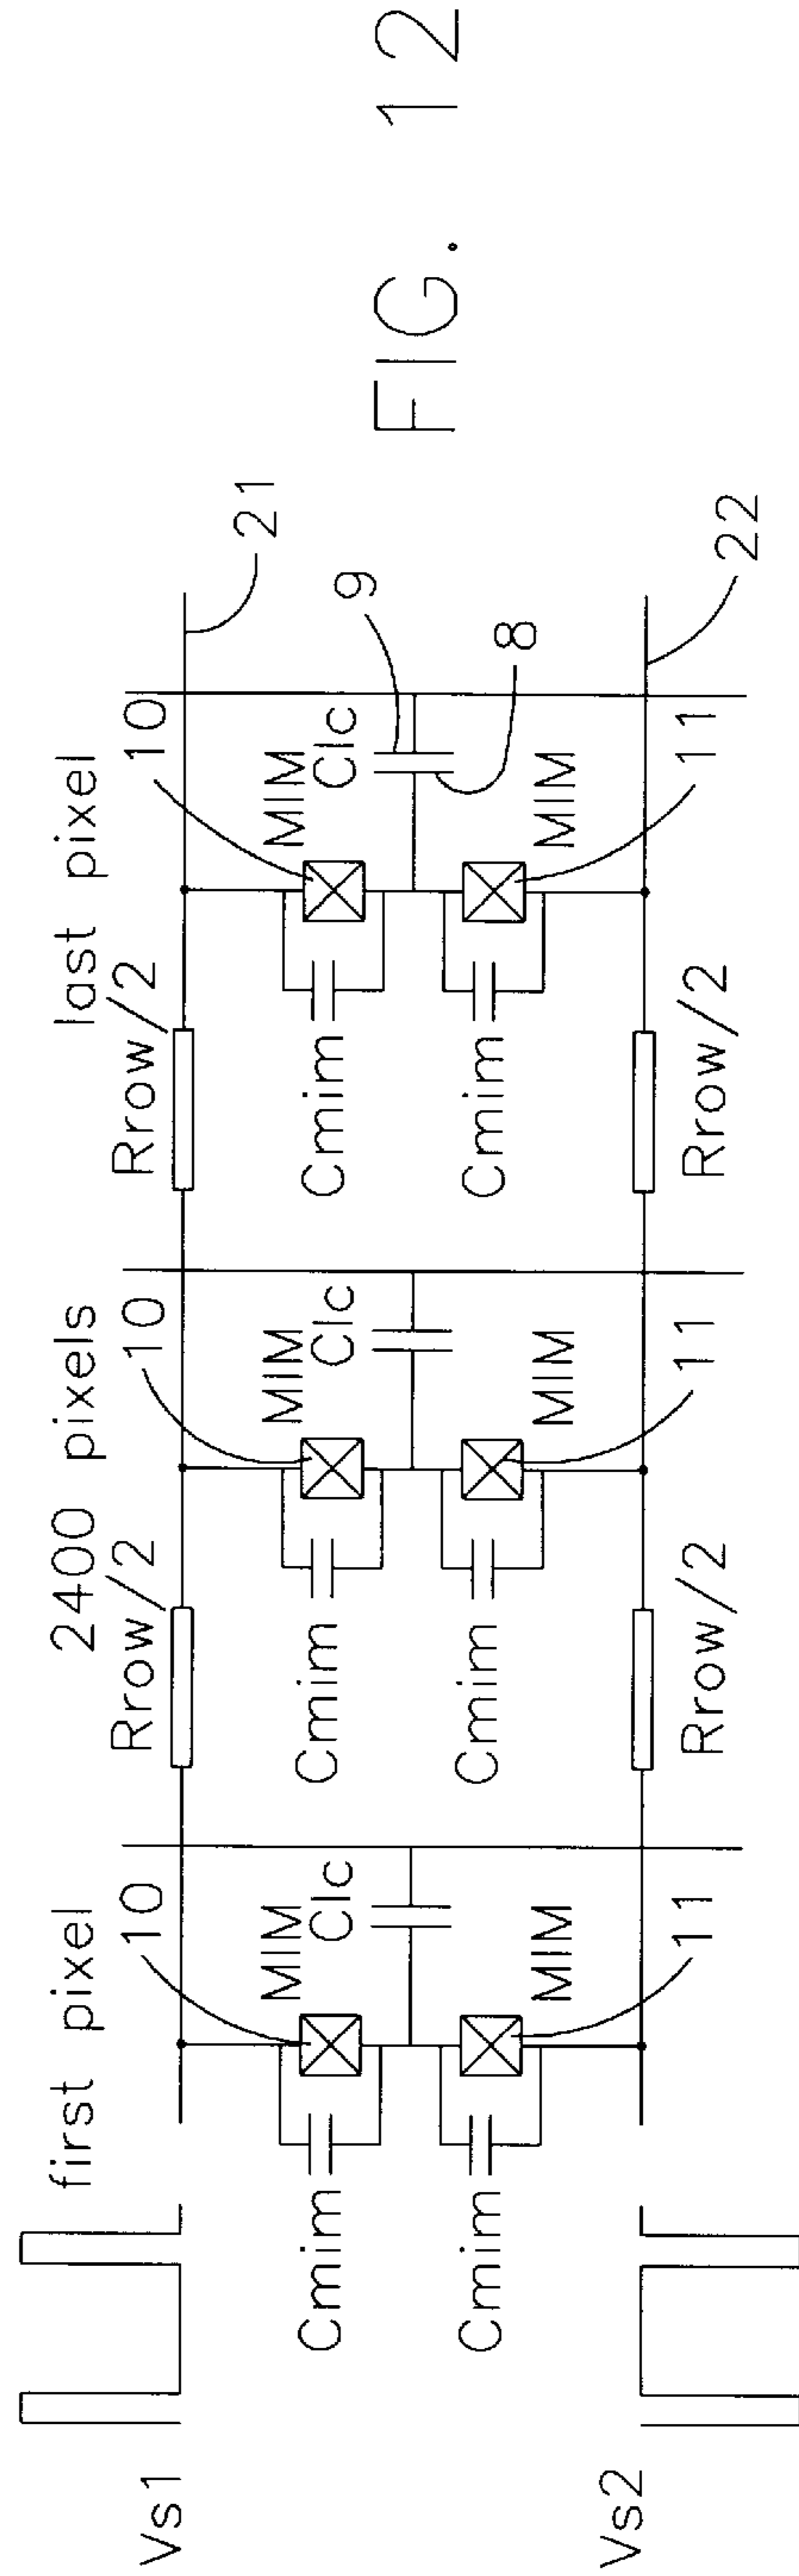 first pixel
2400 pixels
last pixel
Rrow/2
Rrow/2
10
10
10
21
Vs1
MIM
MIM
MIM
Clc
Clc
Clc
9
Cmim
Cmim
Cmim
8
Cmim
Cmim
Cmim
MIM
MIM
MIM
11
11
11
22
Vs2
Rrow/2
Rrow/2
FIG. 12